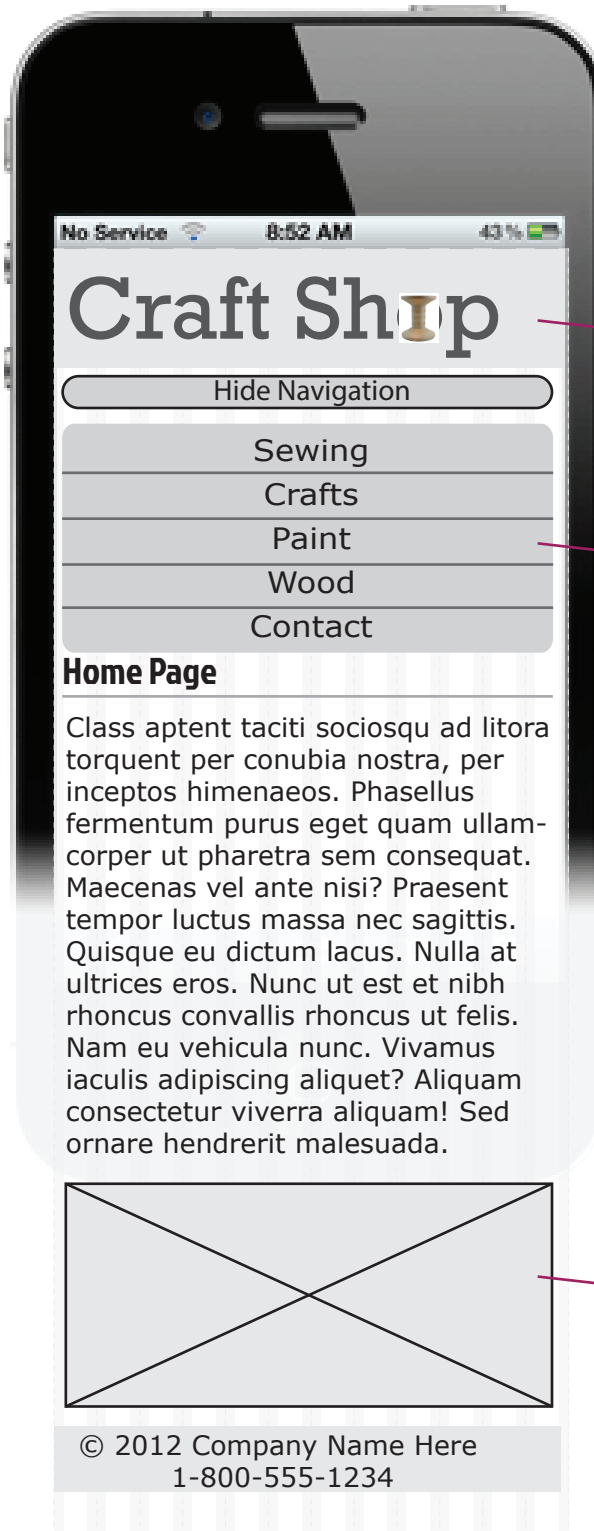 No Service 8:52 AM 43%
Craft Shop
Hide Navigation
Sewing
Crafts
Paint
Wood
Contact
Home Page
Class aptent taciti sociosqu ad litora
torquent per conubia nostra, per
inceptos himenaeos. Phasellus
fermentum purus eget quam ullam-
corper ut pharetra sem consequat.
Maecenas vel ante nisi? Praesent
tempor luctus massa nec sagittis.
Quisque eu dictum lacus. Nulla at
ultrices eros. Nunc ut est et nibh
rhoncus convallis rhoncus ut felis.
Nam eu vehicula nunc. Vivamus
iaculis adipiscing aliquet? Aliquam
consectetur viverra aliquam! Sed
ornare hendrerit malesuada.
© 2012 Company Name Here
1-800-555-1234